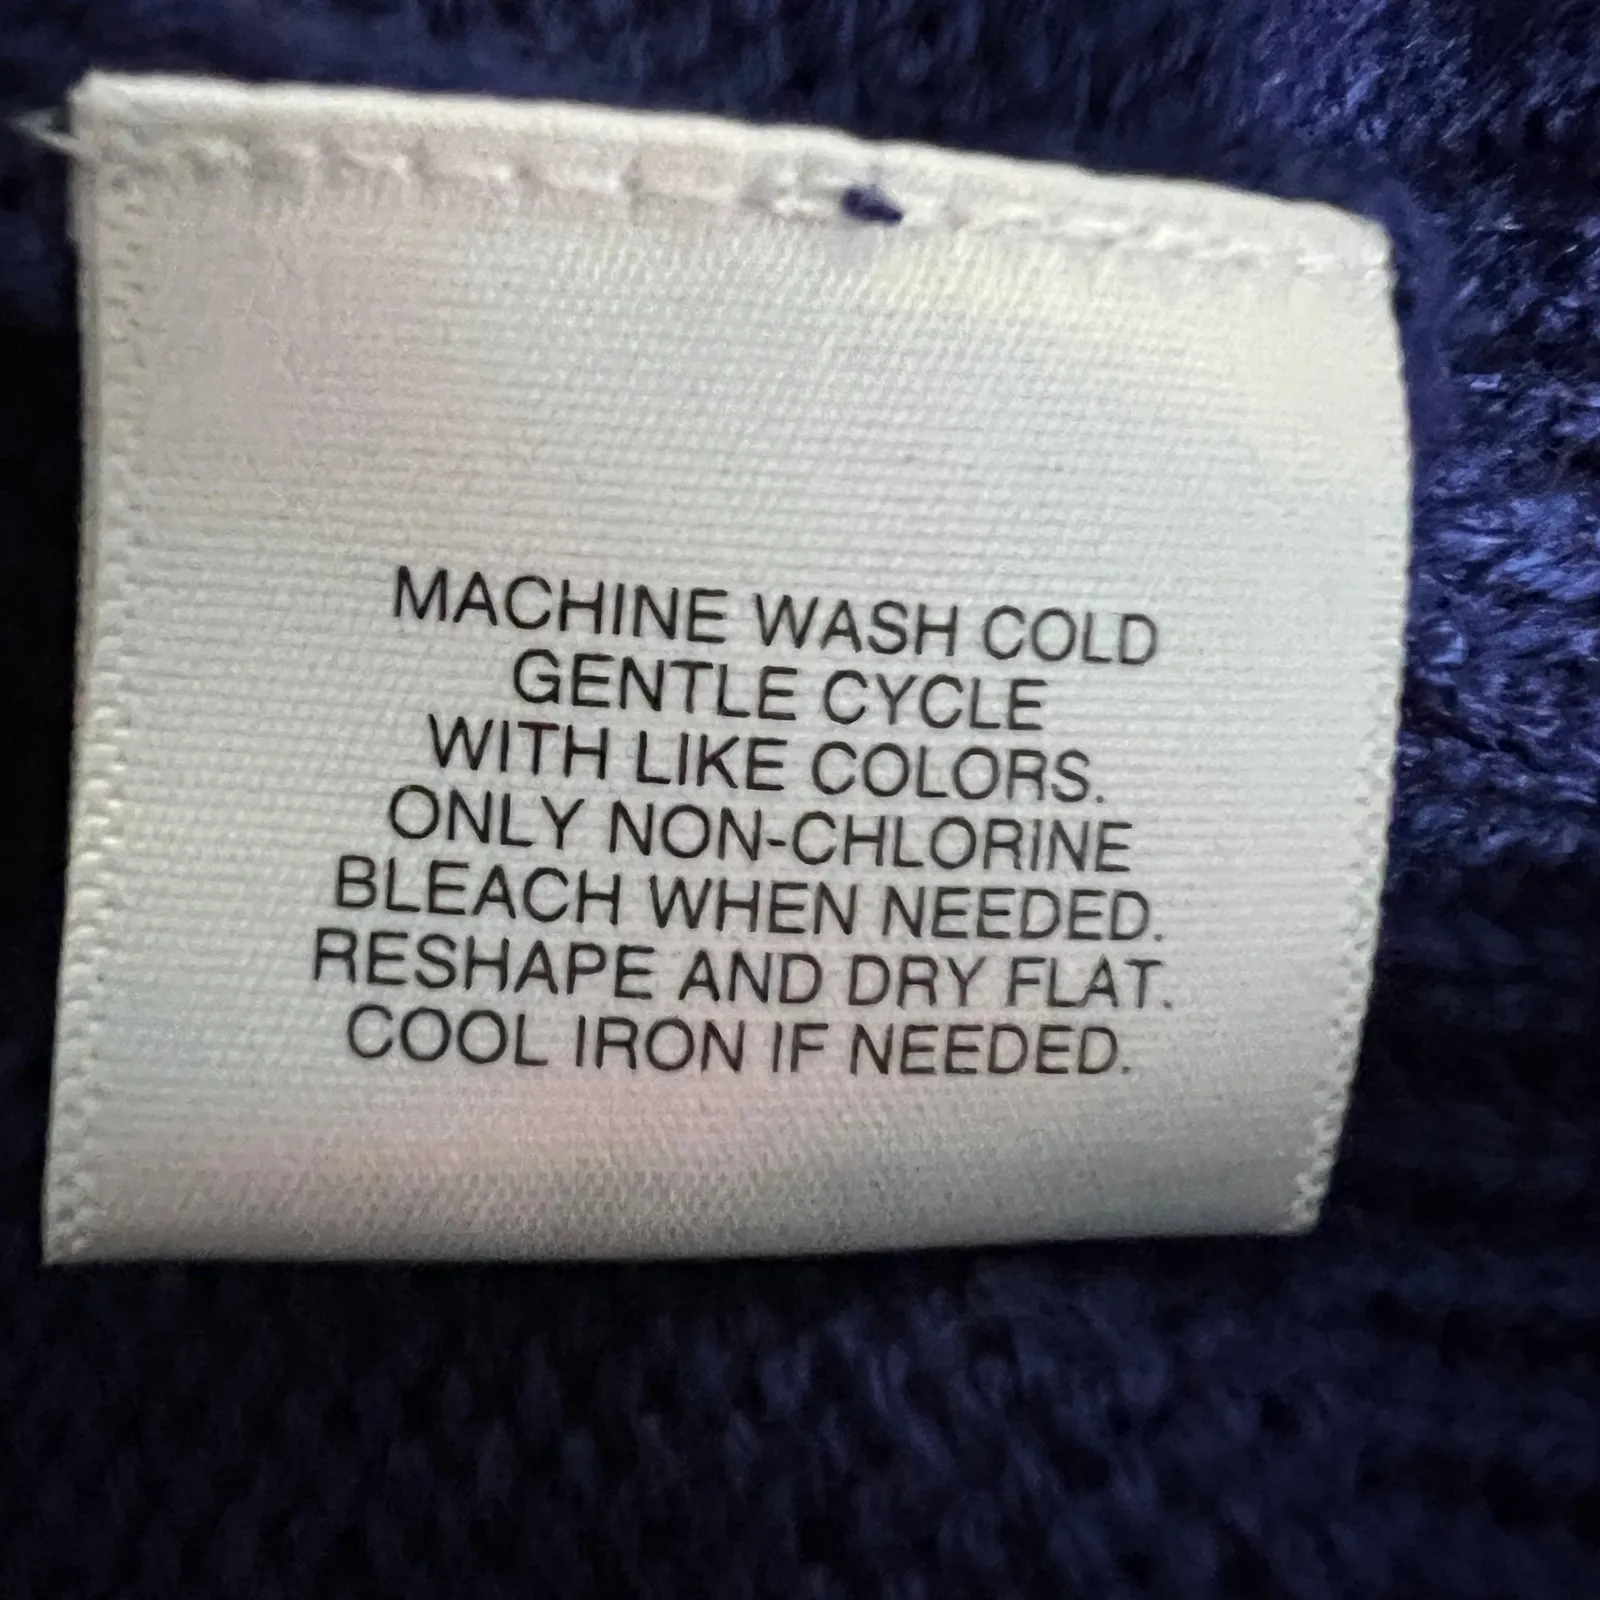 MACHINE WASH COLD
GENTLE CYCLE
WITH LIKE COLORS.
ONLY NON-CHLORINE
BLEACH WHEN NEEDED.
RESHAPE AND DRY FLAT.
COOL IRON IF NEEDED.